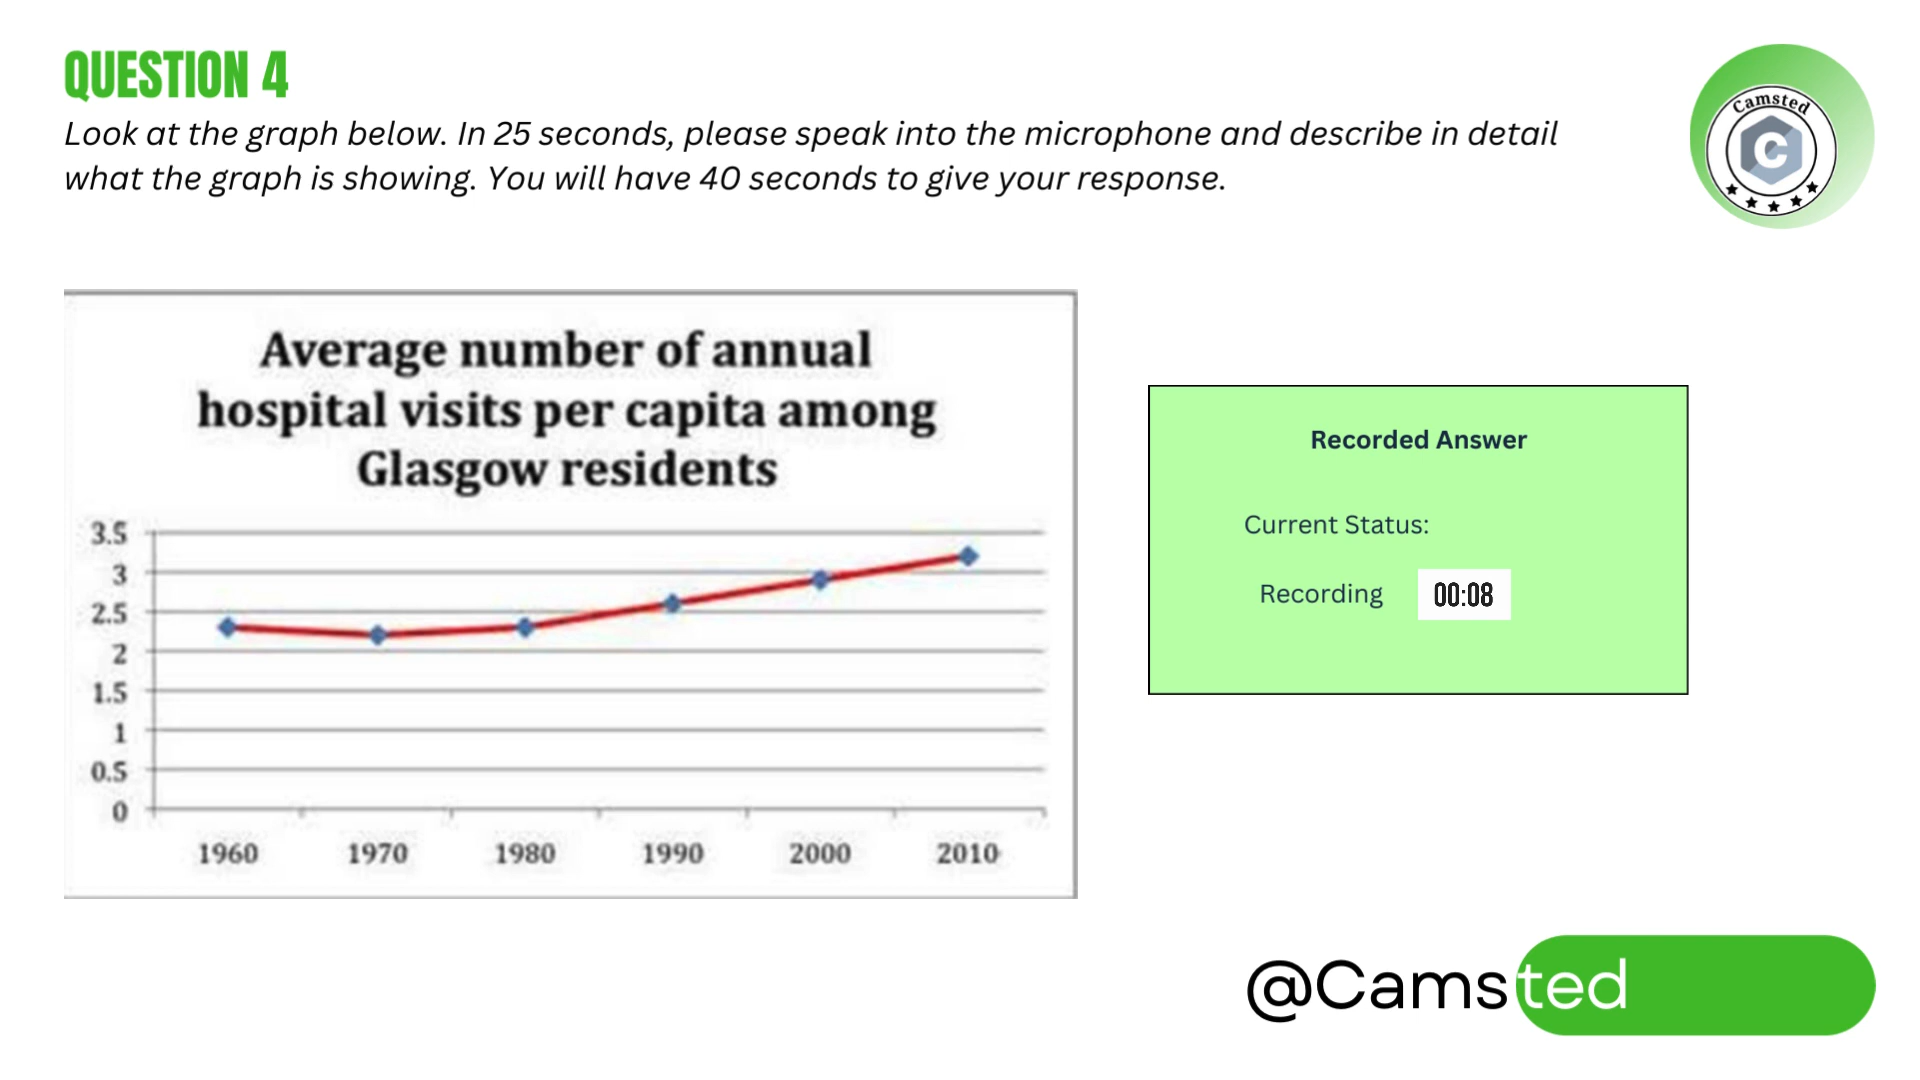 QUESTION 4
Look at the graph below. In 25 seconds, please speak into the microphone and describe in detail
what the graph is showing. You will have 40 seconds to give your response.
Camsted
C
Average number of annual
hospital visits per capita among
Glasgow residents
3.5
3
2.5
2
1.5
1
0.5
0
1960 1970 1980 1990 2000 2010
Recorded Answer
Current Status:
Recording 00:08
@Camsted